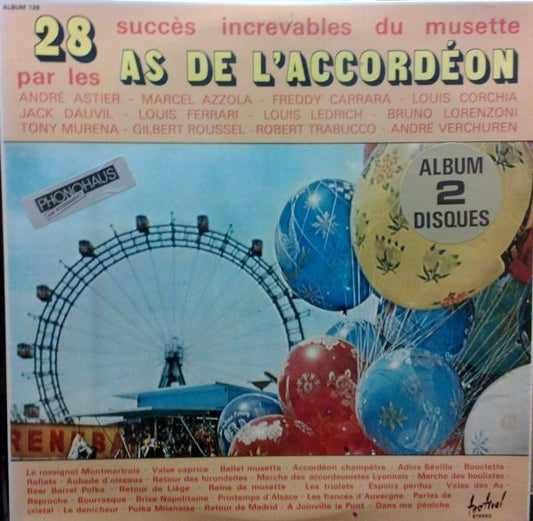 ALBUM 128
28 succès increvables du musette
par les AS DE L'ACCORDÉON
ANDRÉ ASTIER - MARCEL AZZOLA - FREDDY CARRARA - LOUIS CORCHIA
JACK DAUVIL - LOUIS FERRARI - LOUIS LEDRICH - BRUNO LORENZONI
TONY MURENA - GILBERT ROUSSEL - ROBERT TRABUCCO - ANDRÉ VERCHUREN
PHONOHAUS
ALBUM
2
DISQUES
Le rossignol Montmartrois - Valse caprice - Ballet musette - Accordéon champêtre - Adios Sévilla - Bouclette -
Reflets - Aubade d'oiseaux - Retour des hirondelles - Marche des accordéonistes Lyonnais - Marche des boulistes -
Beer Barrel Polka - Retour de Liège - Reine de musette - Les triolets - Espoirs perdus - Valse des As -
Reproche - Bourrasque - Brise Napolitaine - Printemps d'Alsace - Les fiancés d'Auvergne - Perles de
cristal - Le dénicheur - Polka Milanaise - Retour de Madrid - A Joinville le Pont - Dans ma péniche.
Festival
STEREO